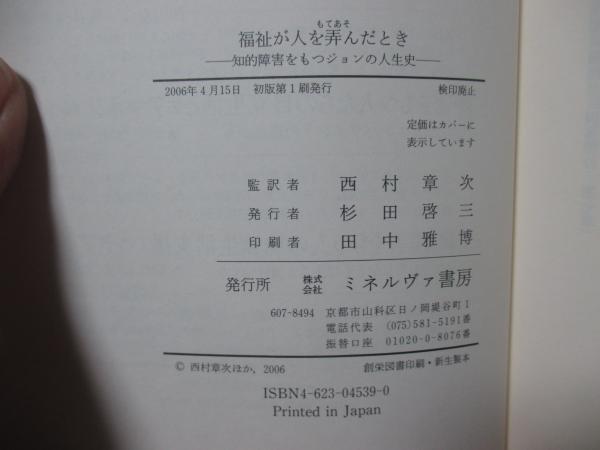 もてあそ
福祉が人を弄んだとき
――知的障害をもつジョンの人生史――
2006年4月15日　初版第1刷発行　検印廃止
定価はカバーに
表示しています
監訳者　西村章次
発行者　杉田啓三
印刷者　田中雅博
発行所　株式会社　ミネルヴァ書房
607-8494　京都市山科区日ノ岡堤谷町1
電話代表　(075)581-5191番
振替口座　01020-0-8076番
© 西村章次ほか, 2006　創栄図書印刷・新生製本
ISBN4-623-04539-0
Printed in Japan